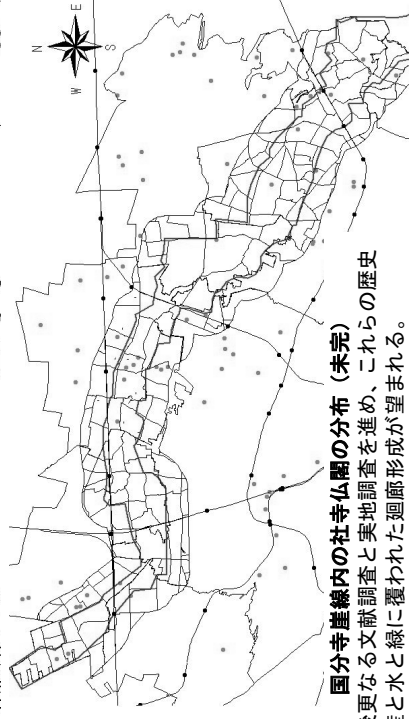 N
E
W
S
国分寺崖線内の社寺仏閣の分布（未完）
更なる文献調査と実地調査を進め、これらの歴史
と水と緑に覆われた廻廊形成が望まれる。